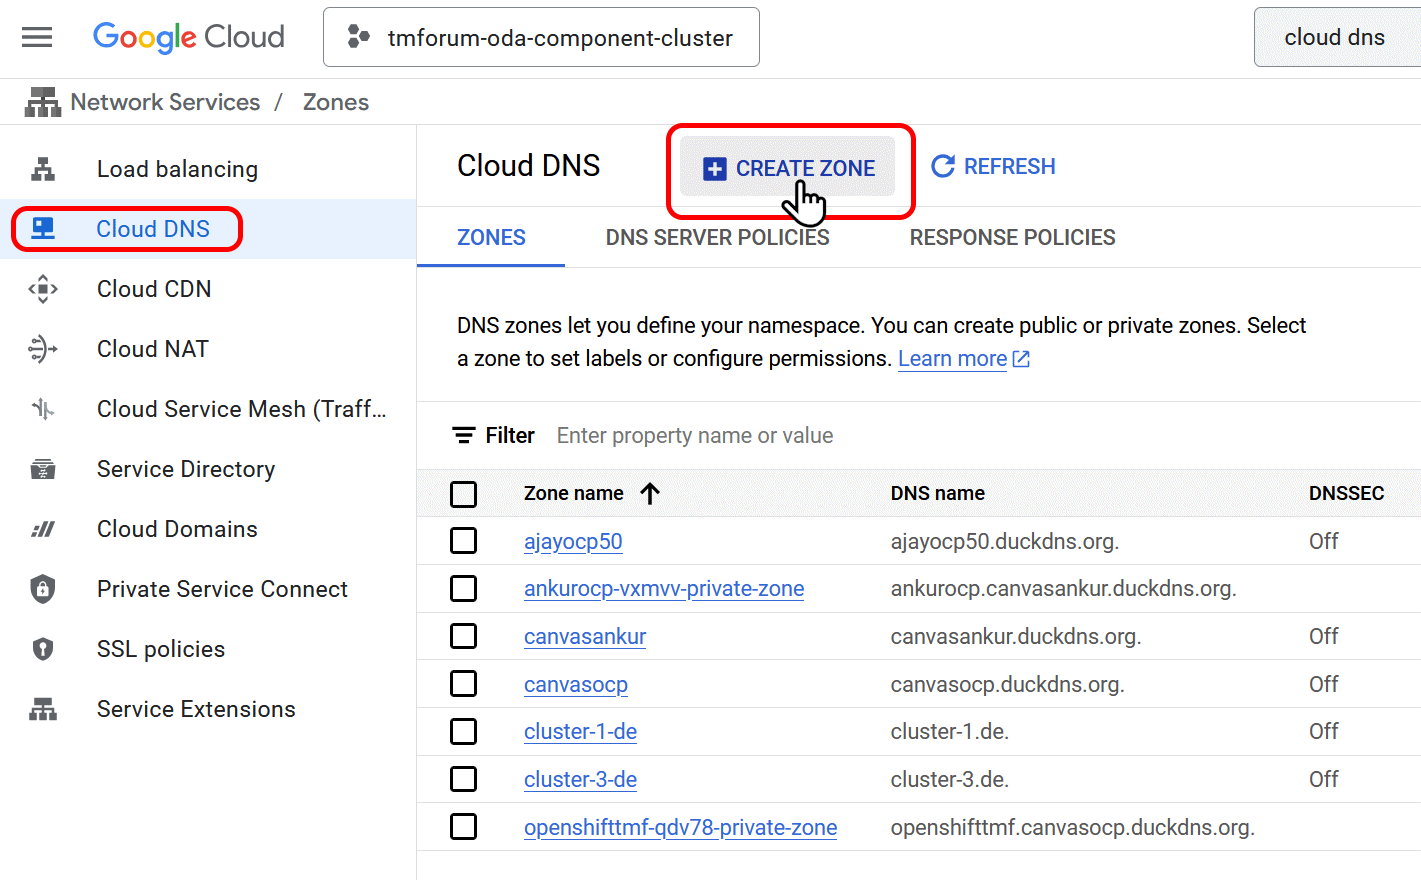 Google Cloud
tmforum-oda-component-cluster
cloud dns
Network Services / Zones
Load balancing
Cloud DNS
Cloud CDN
Cloud NAT
Cloud Service Mesh (Traff...
Service Directory
Cloud Domains
Private Service Connect
SSL policies
Service Extensions
Cloud DNS
CREATE ZONE
REFRESH
ZONES
DNS SERVER POLICIES
RESPONSE POLICIES
DNS zones let you define your namespace. You can create public or private zones. Select
a zone to set labels or configure permissions. Learn more
Filter Enter property name or value
Zone name DNS name DNSSEC
ajayocp50 ajayocp50.duckdns.org. Off
ankurocp-vxmvv-private-zone ankurocp.canvasankur.duckdns.org.
canvasankur canvasankur.duckdns.org. Off
canvasocp canvasocp.duckdns.org. Off
cluster-1-de cluster-1.de. Off
cluster-3-de cluster-3.de. Off
openshifttmf-qdv78-private-zone openshifttmf.canvasocp.duckdns.org.